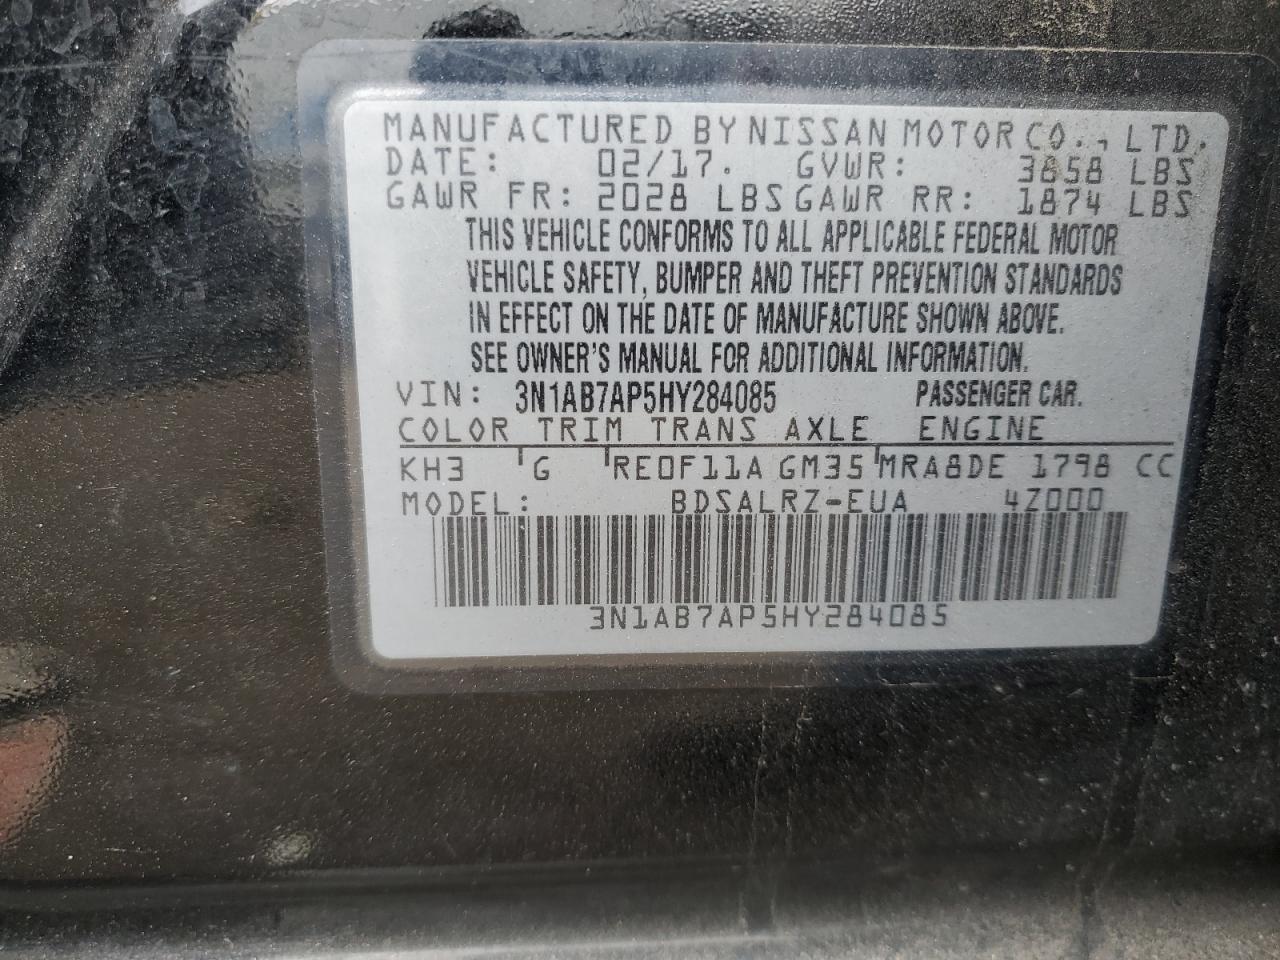 MANUFACTURED BY NISSAN MOTOR CO., LTD.
DATE: 02/17. GVWR: 3858 LBS
GAWR FR: 2028 LBS GAWR RR: 1874 LBS
THIS VEHICLE CONFORMS TO ALL APPLICABLE FEDERAL MOTOR
VEHICLE SAFETY, BUMPER AND THEFT PREVENTION STANDARDS
IN EFFECT ON THE DATE OF MANUFACTURE SHOWN ABOVE.
SEE OWNER'S MANUAL FOR ADDITIONAL INFORMATION.
VIN: 3N1AB7AP5HY284085 PASSENGER CAR.
COLOR TRIM TRANS AXLE ENGINE
KH3 G RE0F11A GM35 MRA8DE 1798 CC
MODEL: BDSALRZ-EUA 4Z000
3N1AB7AP5HY284085